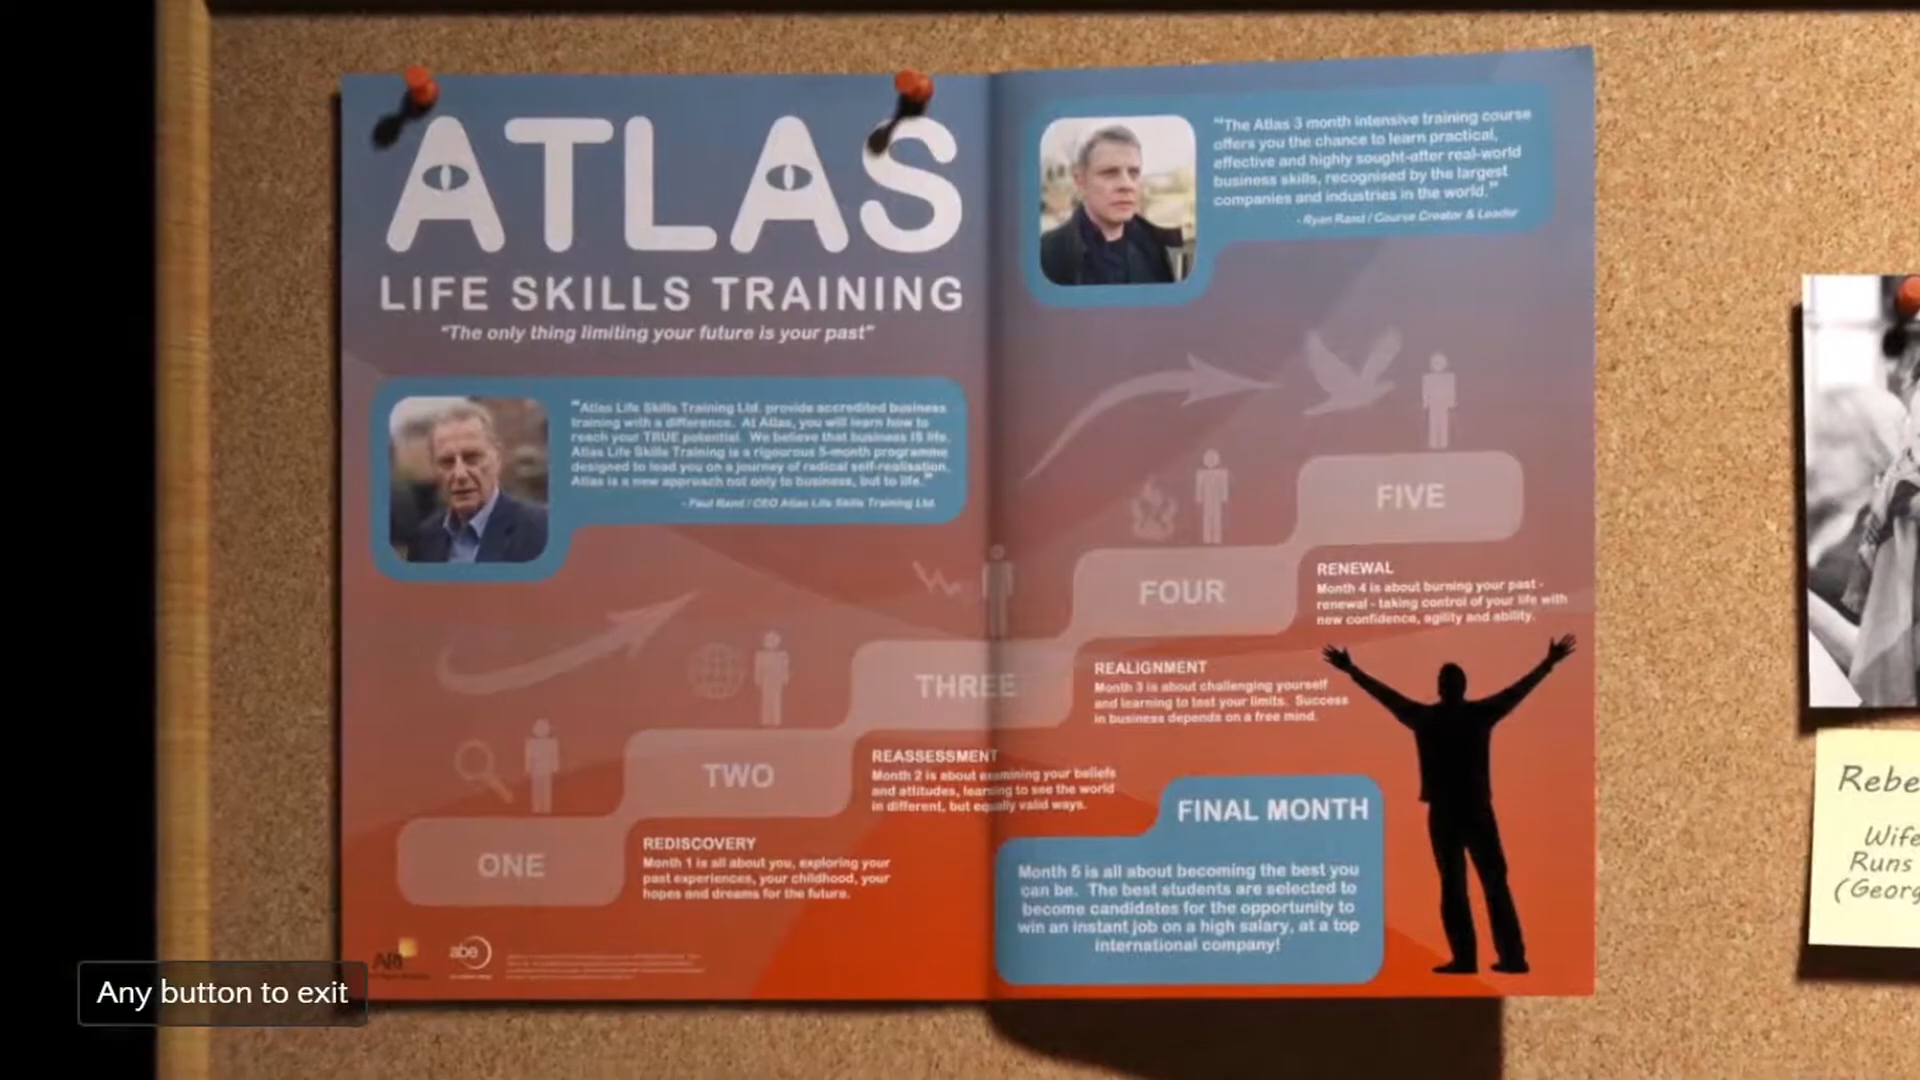 ATLAS
LIFE SKILLS TRAINING
"The only thing limiting your future is your past"
"Atlas Life Skills Training Ltd. provide accredited business
training with a difference. At Atlas, you will learn how to
reach your TRUE potential. We believe that business IS life.
Atlas Life Skills Training is a rigourous 5-month programme
designed to lead you on a journey of radical self-realisation.
Atlas is a new approach not only to business, but to life."
- Paul Rand / CEO Atlas Life Skills Training Ltd.
"The Atlas 3 month intensive training course
offers you the chance to learn practical,
effective and highly sought-after real-world
business skills, recognised by the largest
companies and industries in the world."
- Ryan Rand / Course Creator & Leader
ONE
REDISCOVERY
Month 1 is all about you, exploring your
past experiences, your childhood, your
hopes and dreams for the future.
TWO
REASSESSMENT
Month 2 is about examining your beliefs
and attitudes, learning to see the world
in different, but equally valid ways.
THREE
REALIGNMENT
Month 3 is about challenging yourself
and learning to test your limits. Success
in business depends on a free mind.
FOUR
RENEWAL
Month 4 is about burning your past -
renewal - taking control of your life with
new confidence, agility and ability.
FIVE
FINAL MONTH
Month 5 is all about becoming the best you
can be. The best students are selected to
become candidates for the opportunity to
win an instant job on a high salary, at a top
international company!
abe
Rebe
Wife
Runs
(Georg
Any button to exit